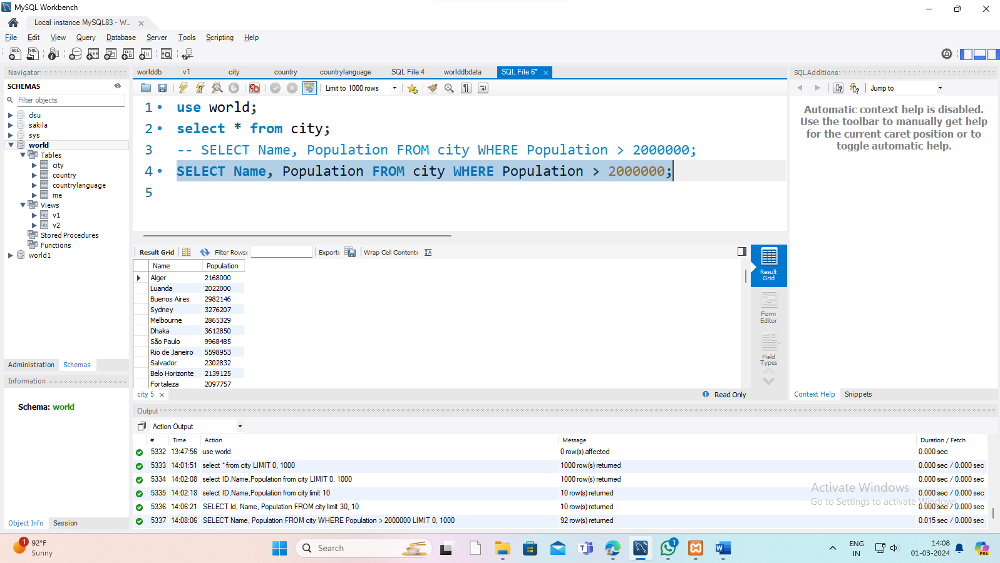 MySQL Workbench
Local instance MySQL83 - W...
File Edit View Query Database Server Tools Scripting Help
Navigator
SCHEMAS
Filter objects
dsu
sakila
sys
world
Tables
city
country
countrylanguage
me
Views
v1
v2
Stored Procedures
Functions
world1
Administration Schemas
Information
Schema: world
Object Info Session
worlddb v1 city country countrylanguage SQL File 4 worlddbdata SQL File 6*
Limit to 1000 rows
1 use world;
2 select * from city;
3 -- SELECT Name, Population FROM city WHERE Population > 2000000;
4 SELECT Name, Population FROM city WHERE Population > 2000000;
5
Result Grid Filter Rows: Export: Wrap Cell Content:
Name Population
Alger 2168000
Luanda 2022000
Buenos Aires 2982146
Sydney 3276207
Melbourne 2865329
Dhaka 3612850
São Paulo 9968485
Rio de Janeiro 5598953
Salvador 2302832
Belo Horizonte 2139125
Fortaleza 2097757
Result
Grid
Form
Editor
Field
Types
city 5
Read Only
SQLAdditions
Jump to
Automatic context help is disabled.
Use the toolbar to manually get help
for the current caret position or to
toggle automatic help.
Context Help Snippets
Output
Action Output
# Time Action Message Duration / Fetch
5332 13:47:56 use world 0 row(s) affected 0.000 sec
5333 14:01:51 select * from city LIMIT 0, 1000 1000 row(s) returned 0.000 sec / 0.000 sec
5334 14:02:08 select ID,Name,Population from city LIMIT 0, 1000 1000 row(s) returned 0.000 sec / 0.000 sec
5335 14:02:18 select ID,Name,Population from city limit 10 10 row(s) returned 0.000 sec / 0.000 sec
5336 14:06:21 SELECT Id, Name, Population FROM city limit 30, 10 10 row(s) returned 0.000 sec / 0.000 sec
5337 14:08:06 SELECT Name, Population FROM city WHERE Population > 2000000 LIMIT 0, 1000 92 row(s) returned 0.015 sec / 0.000 sec
Activate Windows
Go to Settings to activate Windows.
1
92°F
Sunny
Search
1
ENG
IN
14:08
01-03-2024
PRE